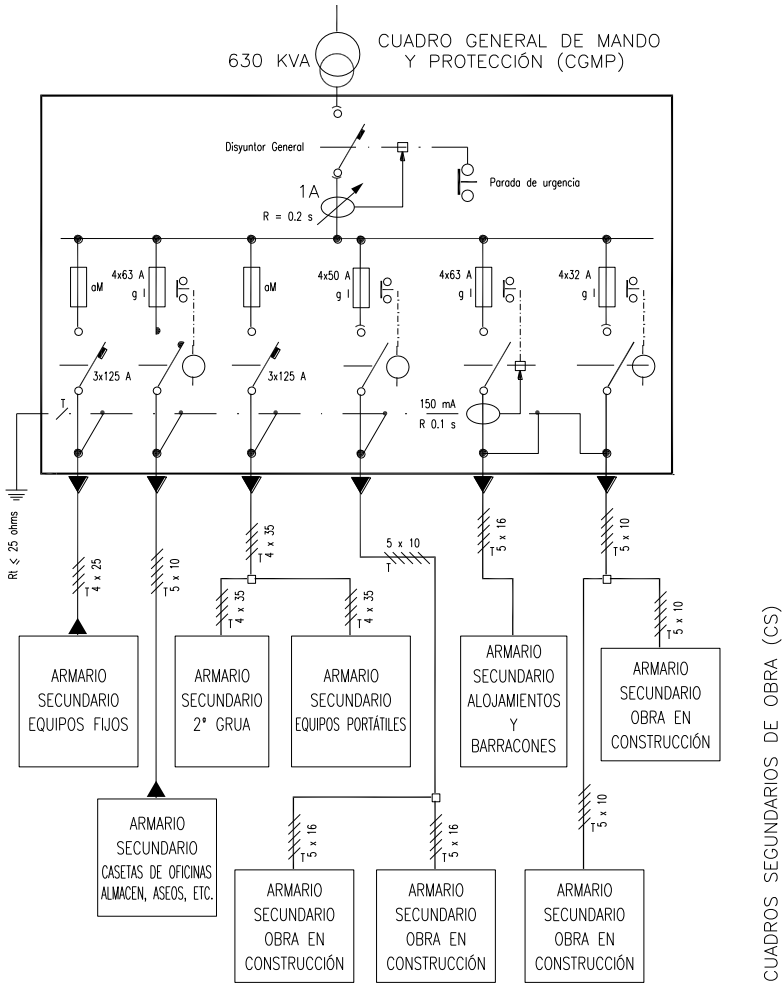 630 KVA
CUADRO GENERAL DE MANDO
Y PROTECCIÓN (CGMP)
Disyuntor General
Parada de urgencia
1A
R = 0.2 s
aM
4x63 A
g I
aM
4x50 A
g I
4x63 A
g I
4x32 A
g I
3x125 A
3x125 A
T
150 mA
R 0.1 s
Rt ≤ 25 ohms
T 4 x 25
T 5 x 10
T 4 x 35
5 x 10
T
T 5 x 16
T 5 x 10
T 4 x 35
T 4 x 35
T 5 x 10
ARMARIO
SECUNDARIO
EQUIPOS FIJOS
ARMARIO
SECUNDARIO
2ª GRUA
ARMARIO
SECUNDARIO
EQUIPOS PORTÁTILES
ARMARIO
SECUNDARIO
ALOJAMIENTOS
Y
BARRACONES
ARMARIO
SECUNDARIO
OBRA EN
CONSTRUCCIÓN
T 5 x 16
T 5 x 16
T 5 x 10
ARMARIO
SECUNDARIO
CASETAS DE OFICINAS
ALMACEN, ASEOS, ETC.
ARMARIO
SECUNDARIO
OBRA EN
CONSTRUCCIÓN
ARMARIO
SECUNDARIO
OBRA EN
CONSTRUCCIÓN
ARMARIO
SECUNDARIO
OBRA EN
CONSTRUCCIÓN
CUADROS SEGUNDARIOS DE OBRA (CS)